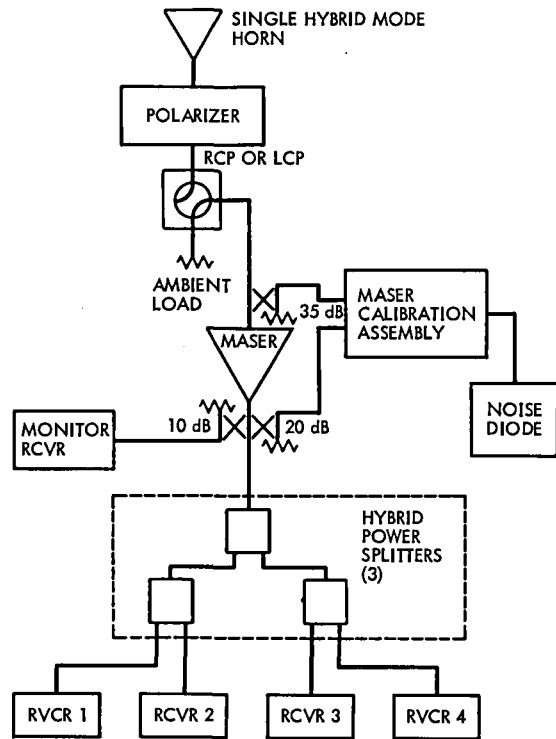 SINGLE HYBRID MODE
HORN
POLARIZER
RCP OR LCP
AMBIENT
LOAD
35 dB
MASER
CALIBRATION
ASSEMBLY
MASER
NOISE
DIODE
MONITOR
RCVR
10 dB
20 dB
HYBRID
POWER
SPLITTERS
(3)
RVCR 1
RCVR 2
RCVR 3
RVCR 4